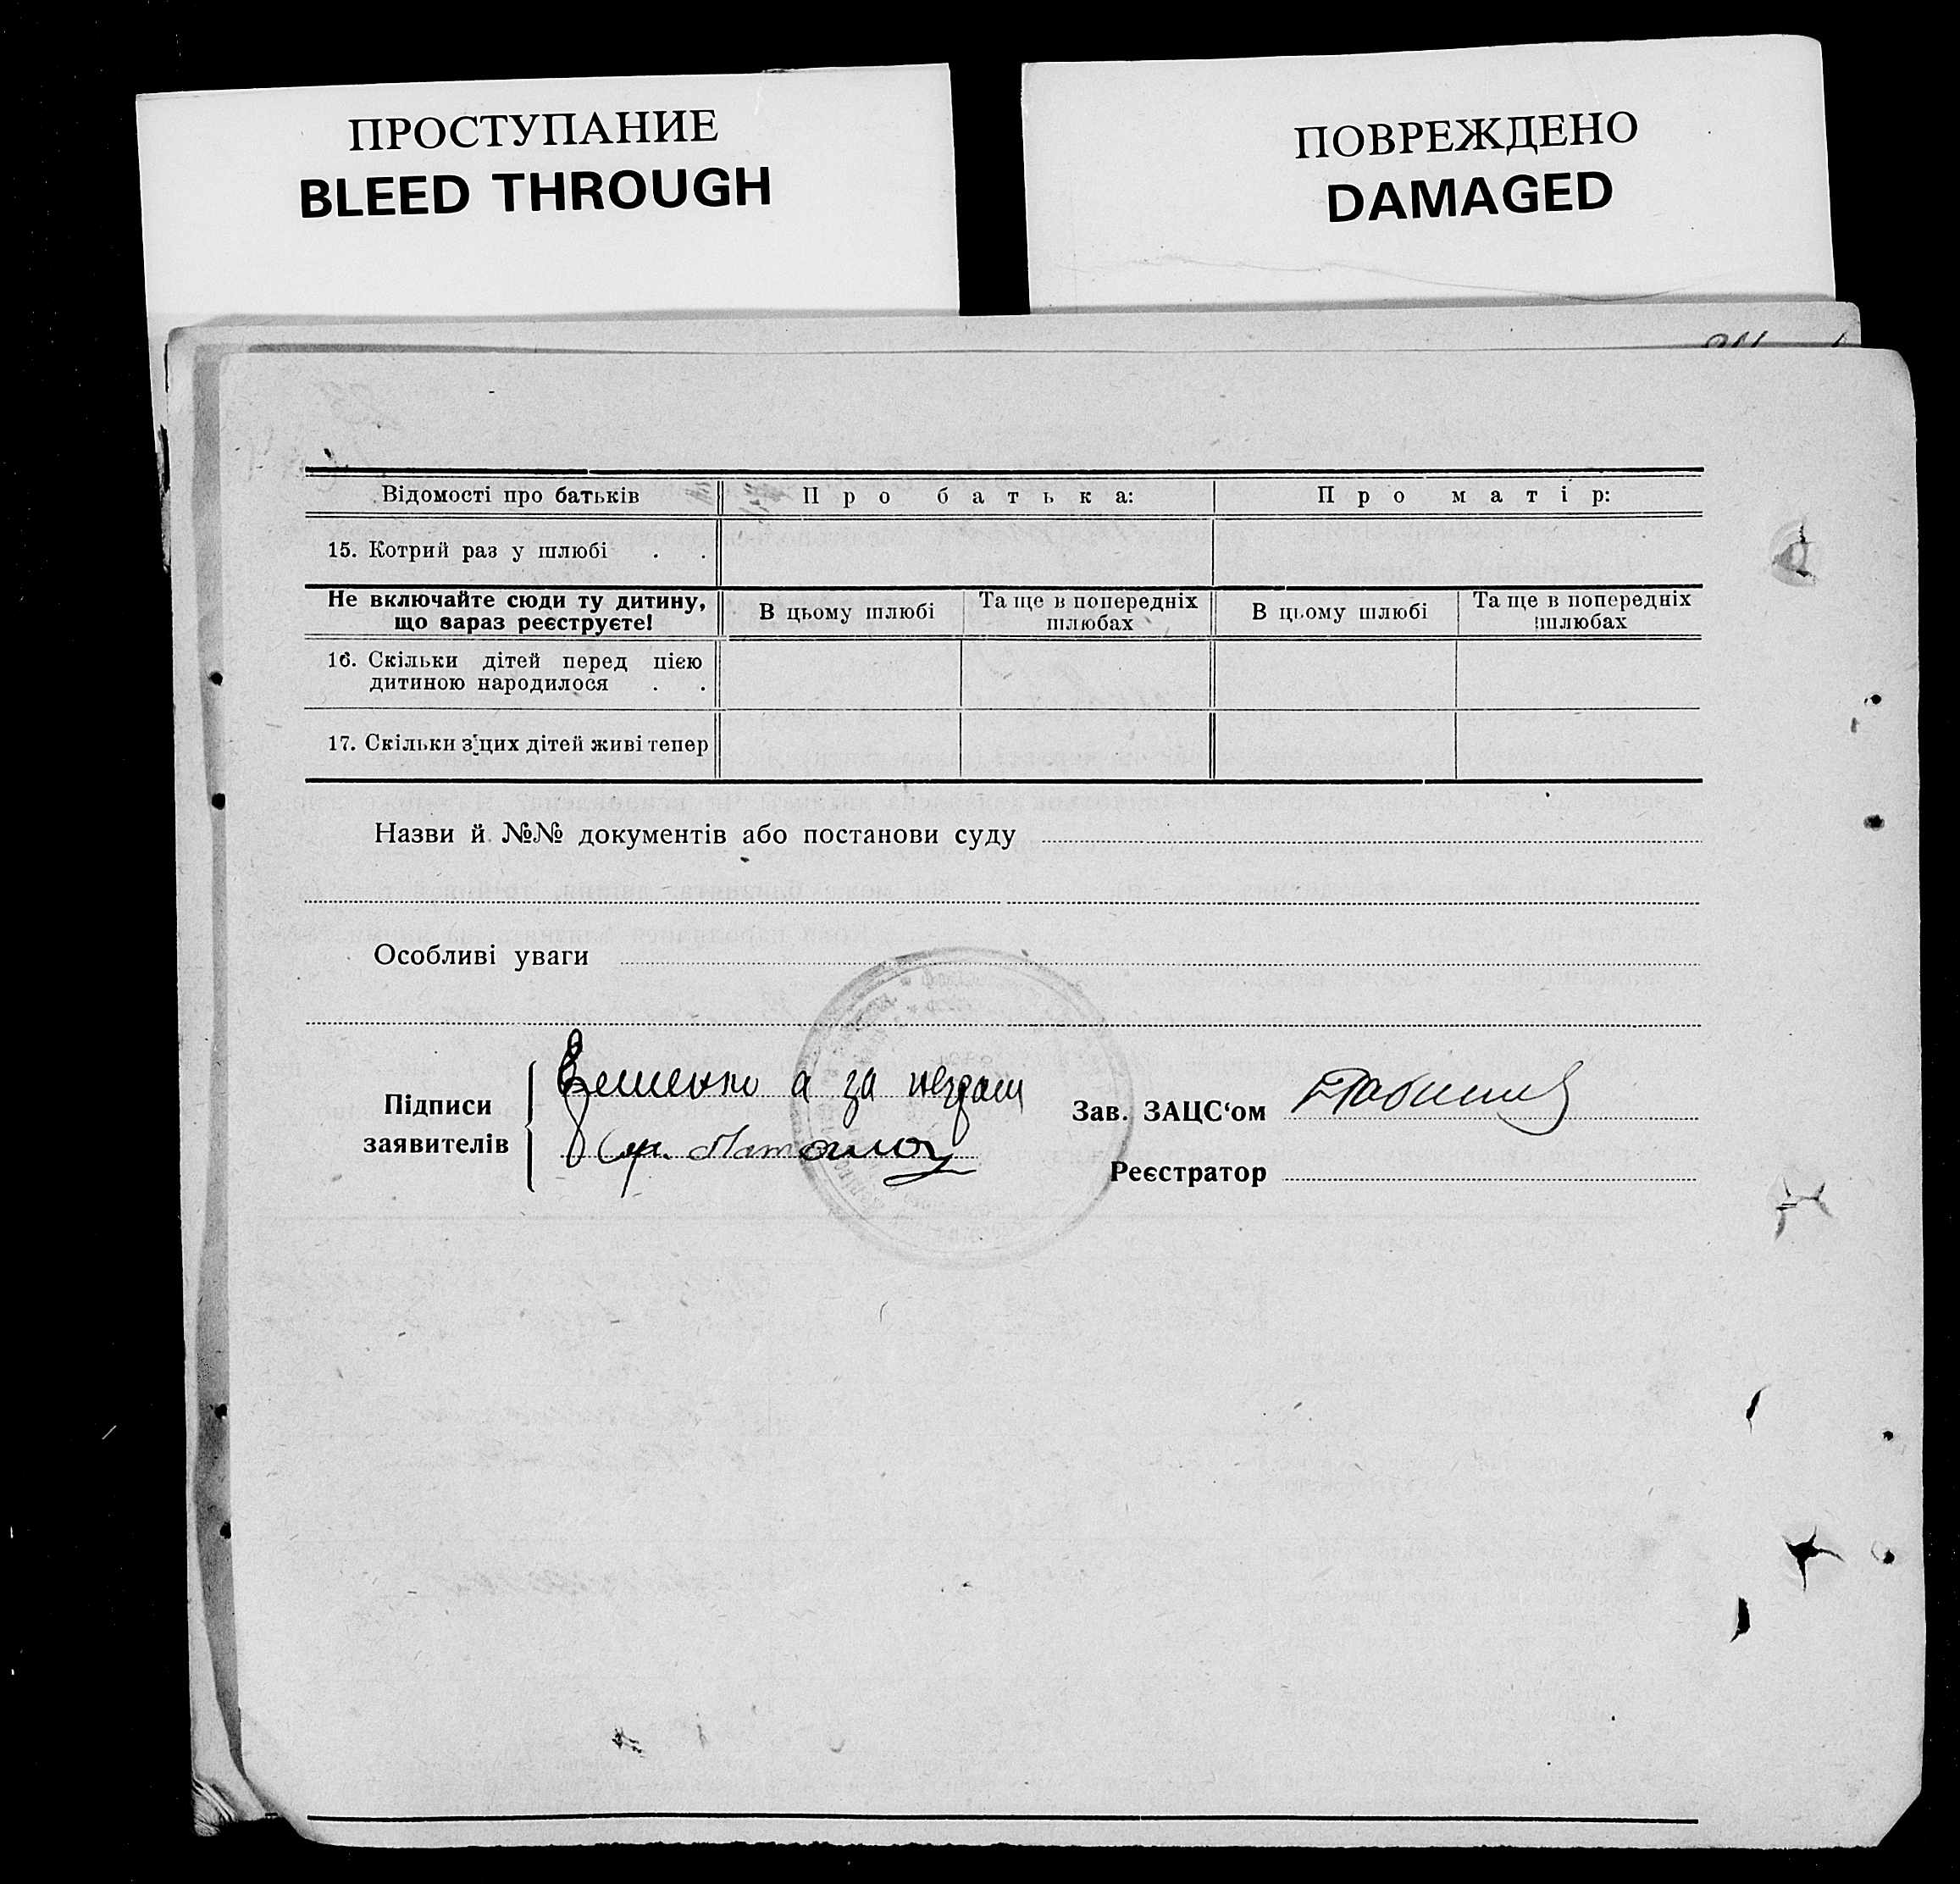 ПРОСТУПАНИЕ
BLEED THROUGH
ПОВРЕЖДЕНО
DAMAGED
Відомості про батьків
Про батька:
Про матір:
15. Котрий раз у шлюбі . .
Не включайте сюди ту дитину,
що зараз реєструєте!
В цьому шлюбі
Та ще в попередніх
шлюбах
В цьому шлюбі
Та ще в попередніх
шлюбах
16. Скільки дітей перед цією
дитиною народилося . .
17. Скільки з цих дітей живі тепер
Назви й №№ документів або постанови суду
Особливі уваги
Підписи
заявителів
а за
Зав. ЗАЦС‘ом
Реєстратор